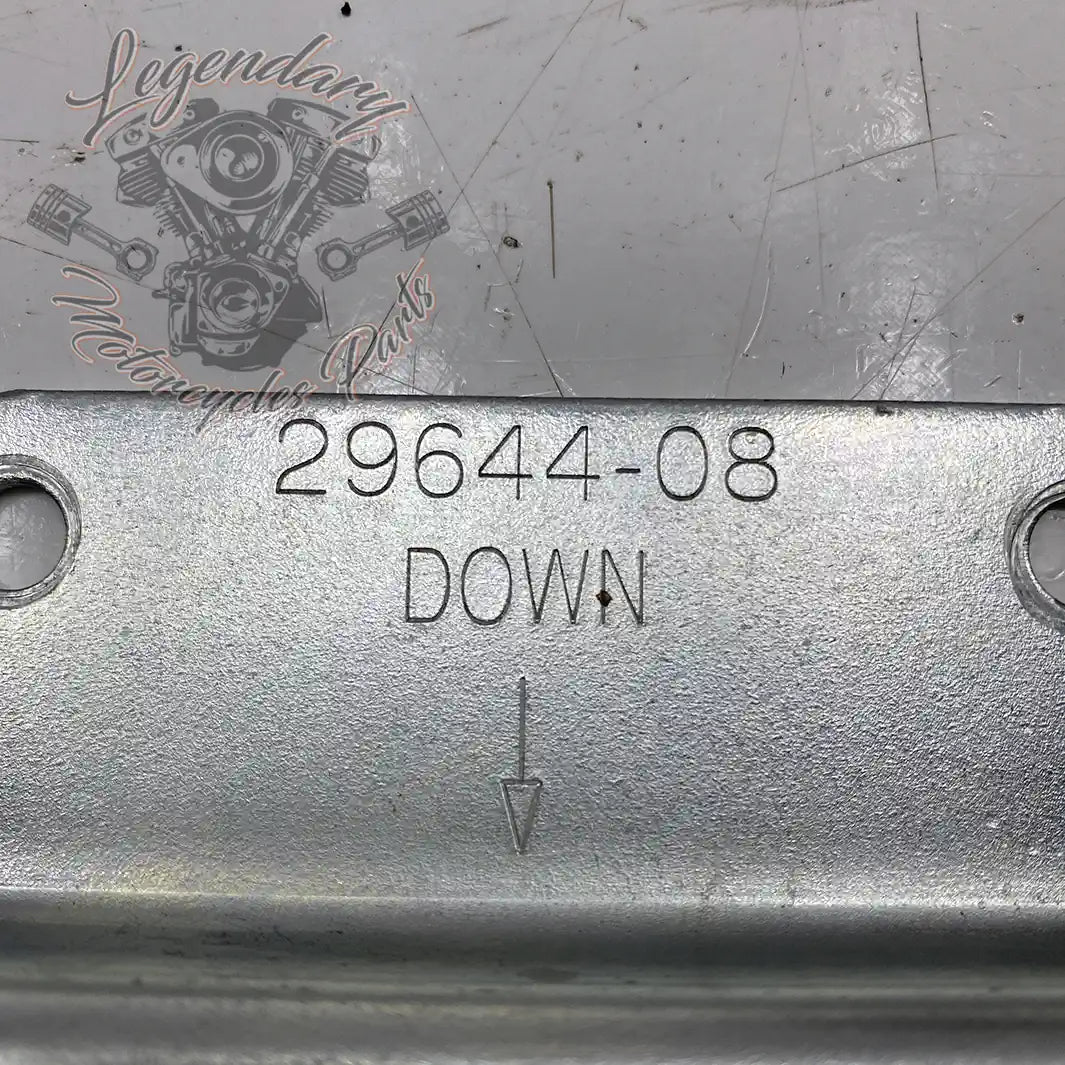 Legendary
Motorcycles Parts
29644-08
DOWN